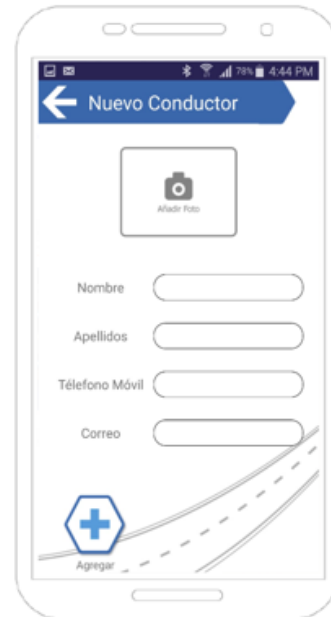 78% 4:44 PM
Nuevo Conductor
Añadir Foto
Nombre
Apellidos
Télefono Móvil
Correo
Agregar